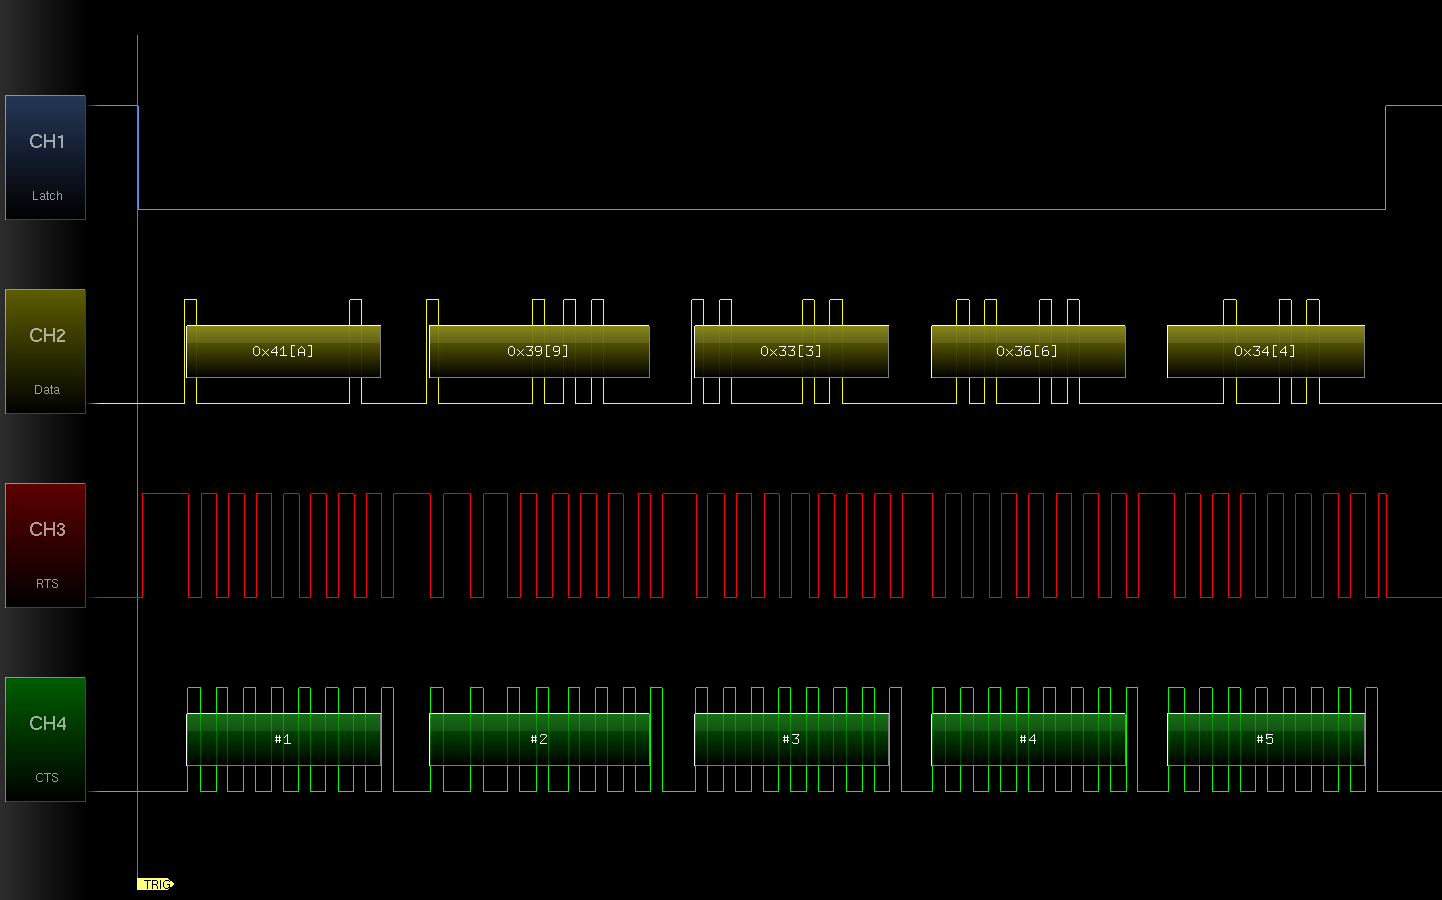 CH1
Latch
CH2
Data
0x41[A]
0x39[9]
0x33[3]
0x36[6]
0x34[4]
CH3
RTS
CH4
CTS
#1
#2
#3
#4
#5
TRIG